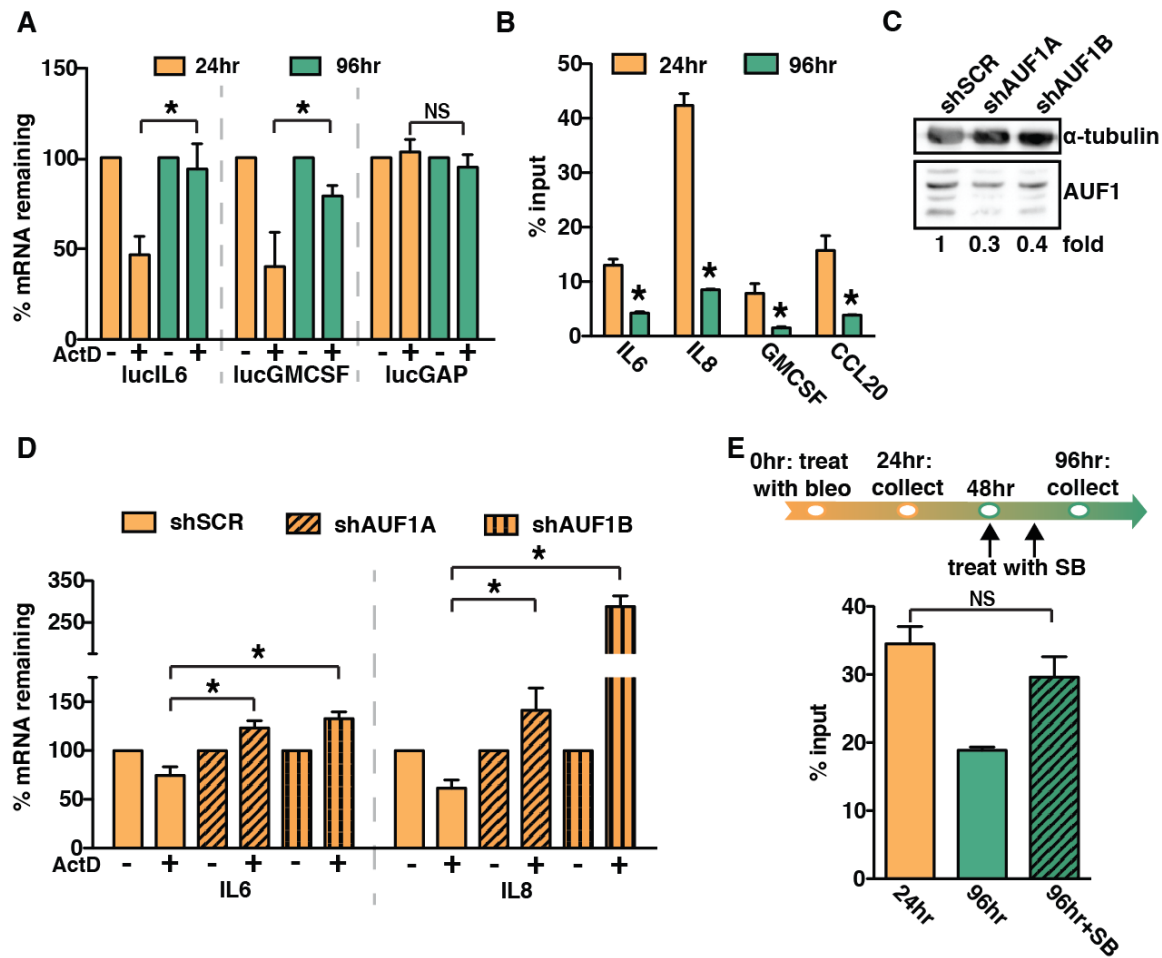 A
24hr 96hr
150
100
50
0
% mRNA remaining
* * NS
ActD - + - + - + - + - + - +
lucIL6 lucGMCSF lucGAP
B
24hr 96hr
50
40
30
20
10
0
% input
* * * *
IL6 IL8 GMCSF CCL20
C
shSCR shAUF1A shAUF1B
α-tubulin
AUF1
1 0.3 0.4 fold
D
shSCR shAUF1A shAUF1B
350
250
150
100
50
0
% mRNA remaining
* * * *
ActD - + - + - + - + - + - +
IL6 IL8
E
0hr: treat 24hr: 96hr:
with bleo collect 48hr collect
treat with SB
40
30
20
10
0
% input
NS
24hr 96hr 96hr+SB